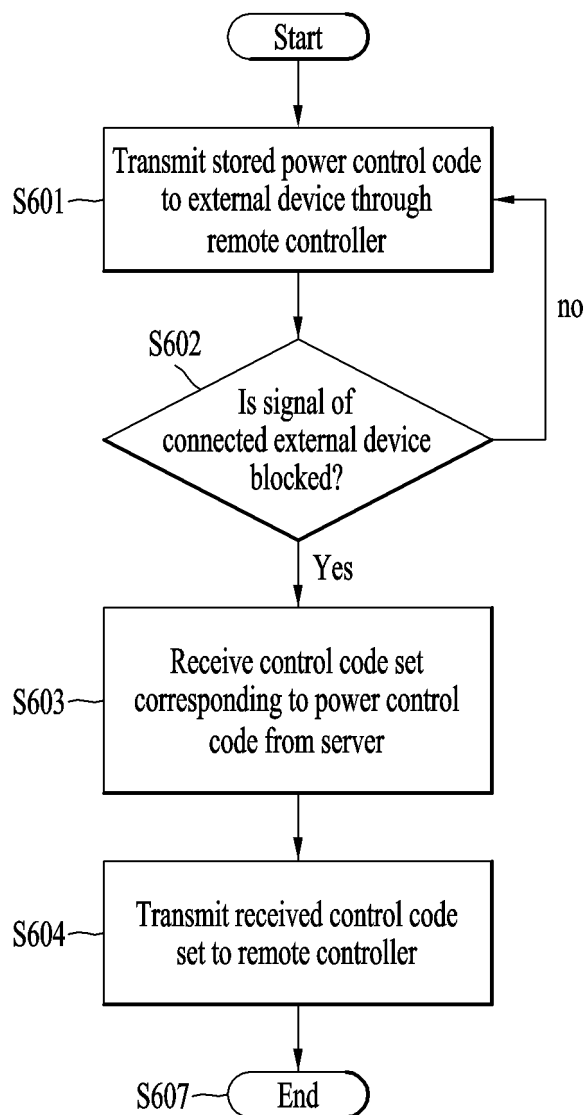 Start
S601
Transmit stored power control code
to external device through
remote controller
no
S602
Is signal of
connected external device
blocked?
Yes
S603
Receive control code set
corresponding to power control
code from server
S604
Transmit received control code
set to remote controller
S607
End